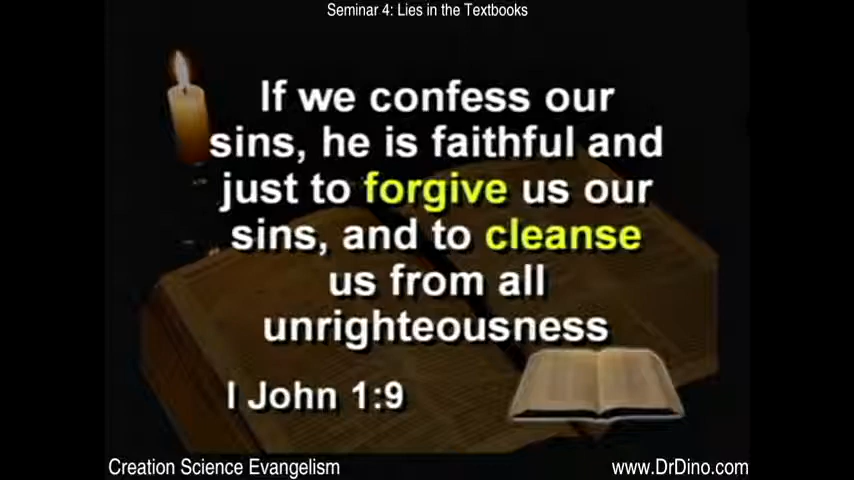 Seminar 4: Lies in the Textbooks
If we confess our
sins, he is faithful and
just to forgive us our
sins, and to cleanse
us from all
unrighteousness
I John 1:9
Creation Science Evangelism
www.DrDino.com